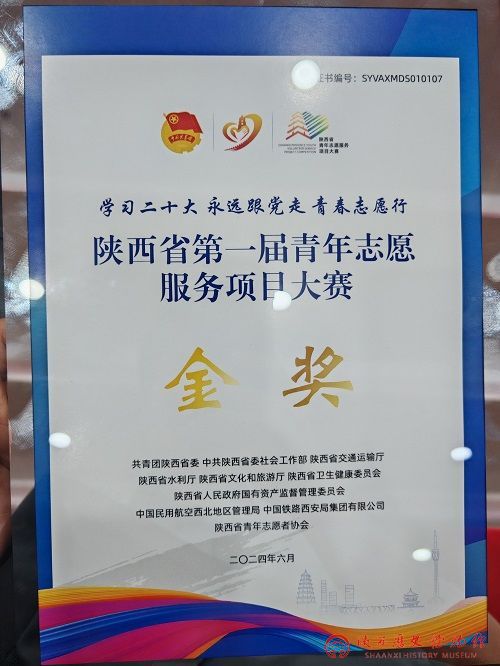 证书编号：SYVAXMDS010107
陕西省
青年志愿服务
项目大赛
学习二十大 永远跟党走 青春志愿行
陕西省第一届青年志愿
服务项目大赛
金奖
共青团陕西省委 中共陕西省委社会工作部 陕西省交通运输厅
陕西省水利厅 陕西省文化和旅游厅 陕西省卫生健康委员会
陕西省人民政府国有资产监督管理委员会
中国民用航空西北地区管理局 中国铁路西安局集团有限公司
陕西省青年志愿者协会
二〇二四年六月
陕西历史博物馆
SHAANXI HISTORY MUSEUM